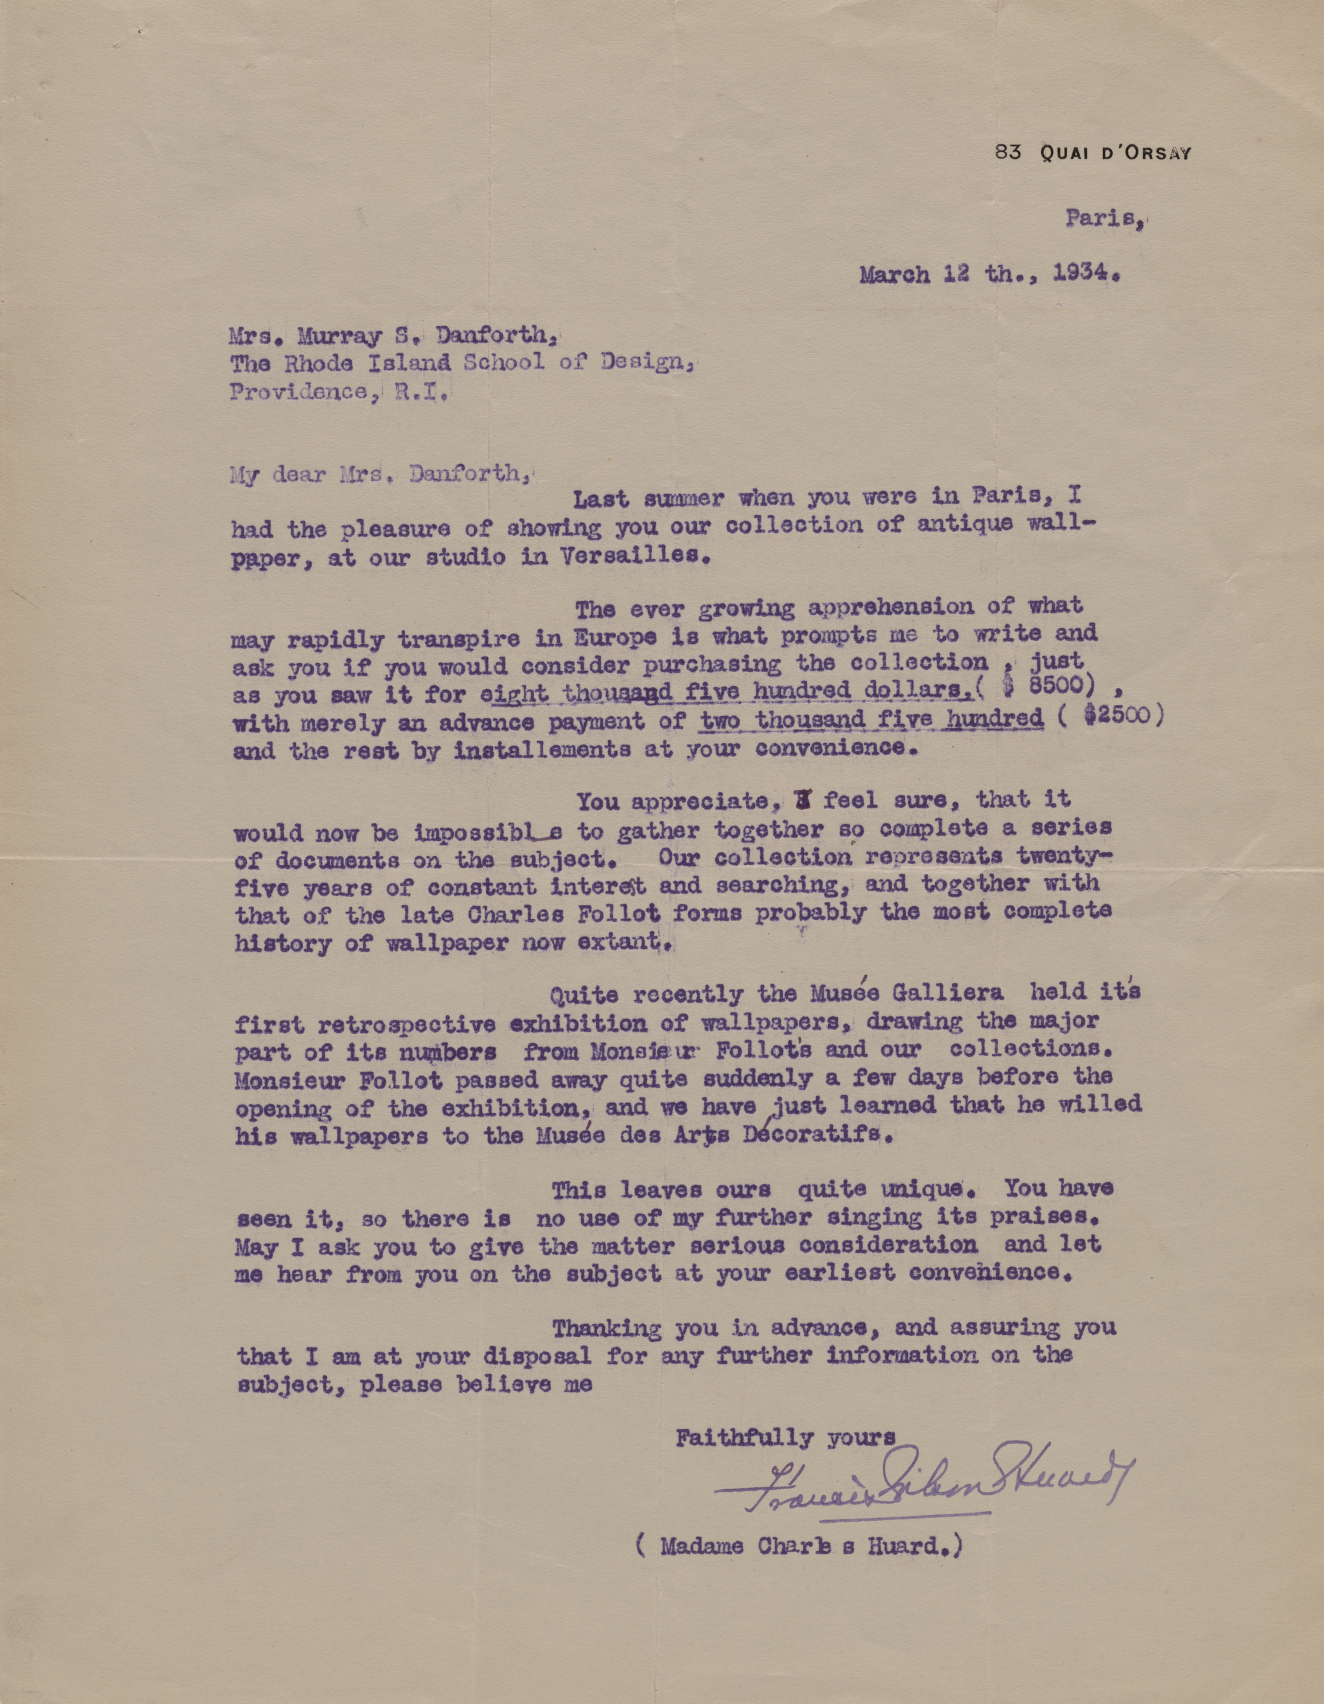 83 QUAI D'ORSAY
Paris,
March 12 th., 1934.
Mrs. Murray S. Danforth,
The Rhode Island School of Design,
Providence, R.I.
My dear Mrs. Danforth,
Last summer when you were in Paris, I
had the pleasure of showing you our collection of antique wall-
paper, at our studio in Versailles.
The ever growing apprehension of what
may rapidly transpire in Europe is what prompts me to write and
ask you if you would consider purchasing the collection , just
as you saw it for eight thousand five hundred dollars,( $ 8500) ,
with merely an advance payment of two thousand five hundred ( $2500)
and the rest by installements at your convenience.
You appreciate, I feel sure, that it
would now be impossible to gather together so complete a series
of documents on the subject. Our collection represents twenty-
five years of constant interest and searching, and together with
that of the late Charles Follot forms probably the most complete
history of wallpaper now extant.
Quite recently the Musée Galliera held it's
first retrospective exhibition of wallpapers, drawing the major
part of its numbers from Monsieur Follot's and our collections.
Monsieur Follot passed away quite suddenly a few days before the
opening of the exhibition, and we have just learned that he willed
his wallpapers to the Musée des Arts Décoratifs.
This leaves ours quite unique. You have
seen it, so there is no use of my further singing its praises.
May I ask you to give the matter serious consideration and let
me hear from you on the subject at your earliest convenience.
Thanking you in advance, and assuring you
that I am at your disposal for any further information on the
subject, please believe me
Faithfully yours
Francis Wilson Huard
( Madame Charles Huard.)